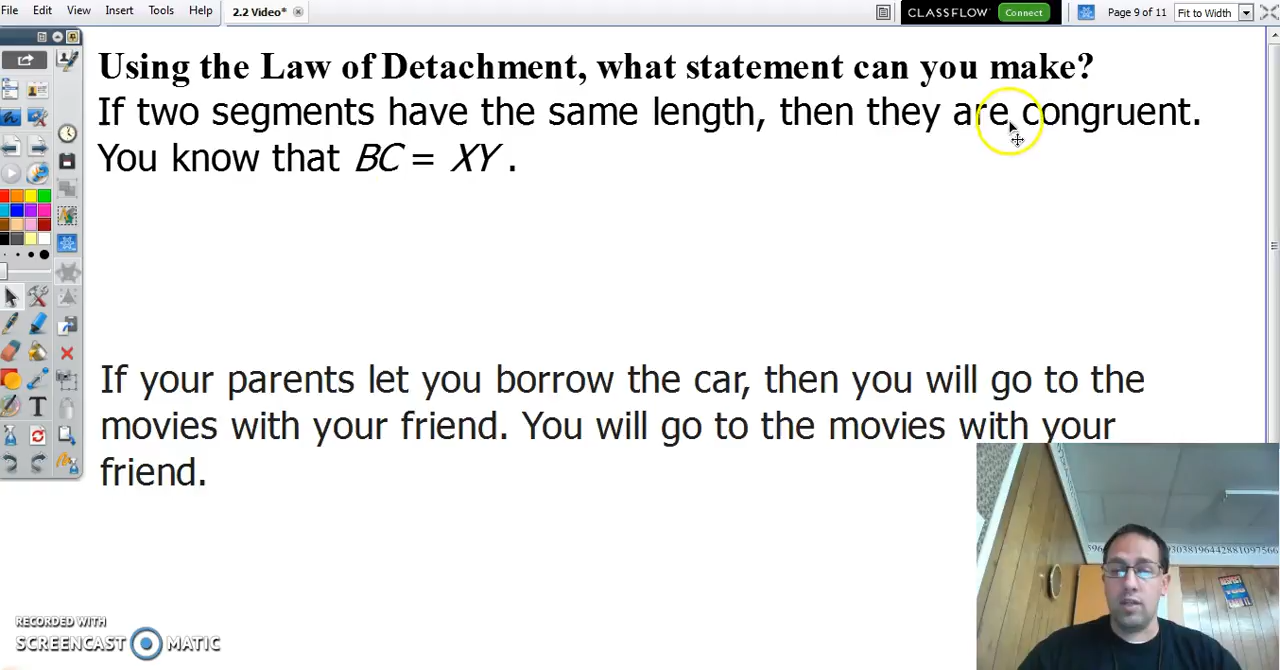 File Edit View Insert Tools Help 2.2 Video* CLASSFLOW Connect Page 9 of 11 Fit to Width
Using the Law of Detachment, what statement can you make?
If two segments have the same length, then they are congruent.
You know that BC = XY .
If your parents let you borrow the car, then you will go to the
movies with your friend. You will go to the movies with your
friend.
RECORDED WITH
SCREENCAST MATIC